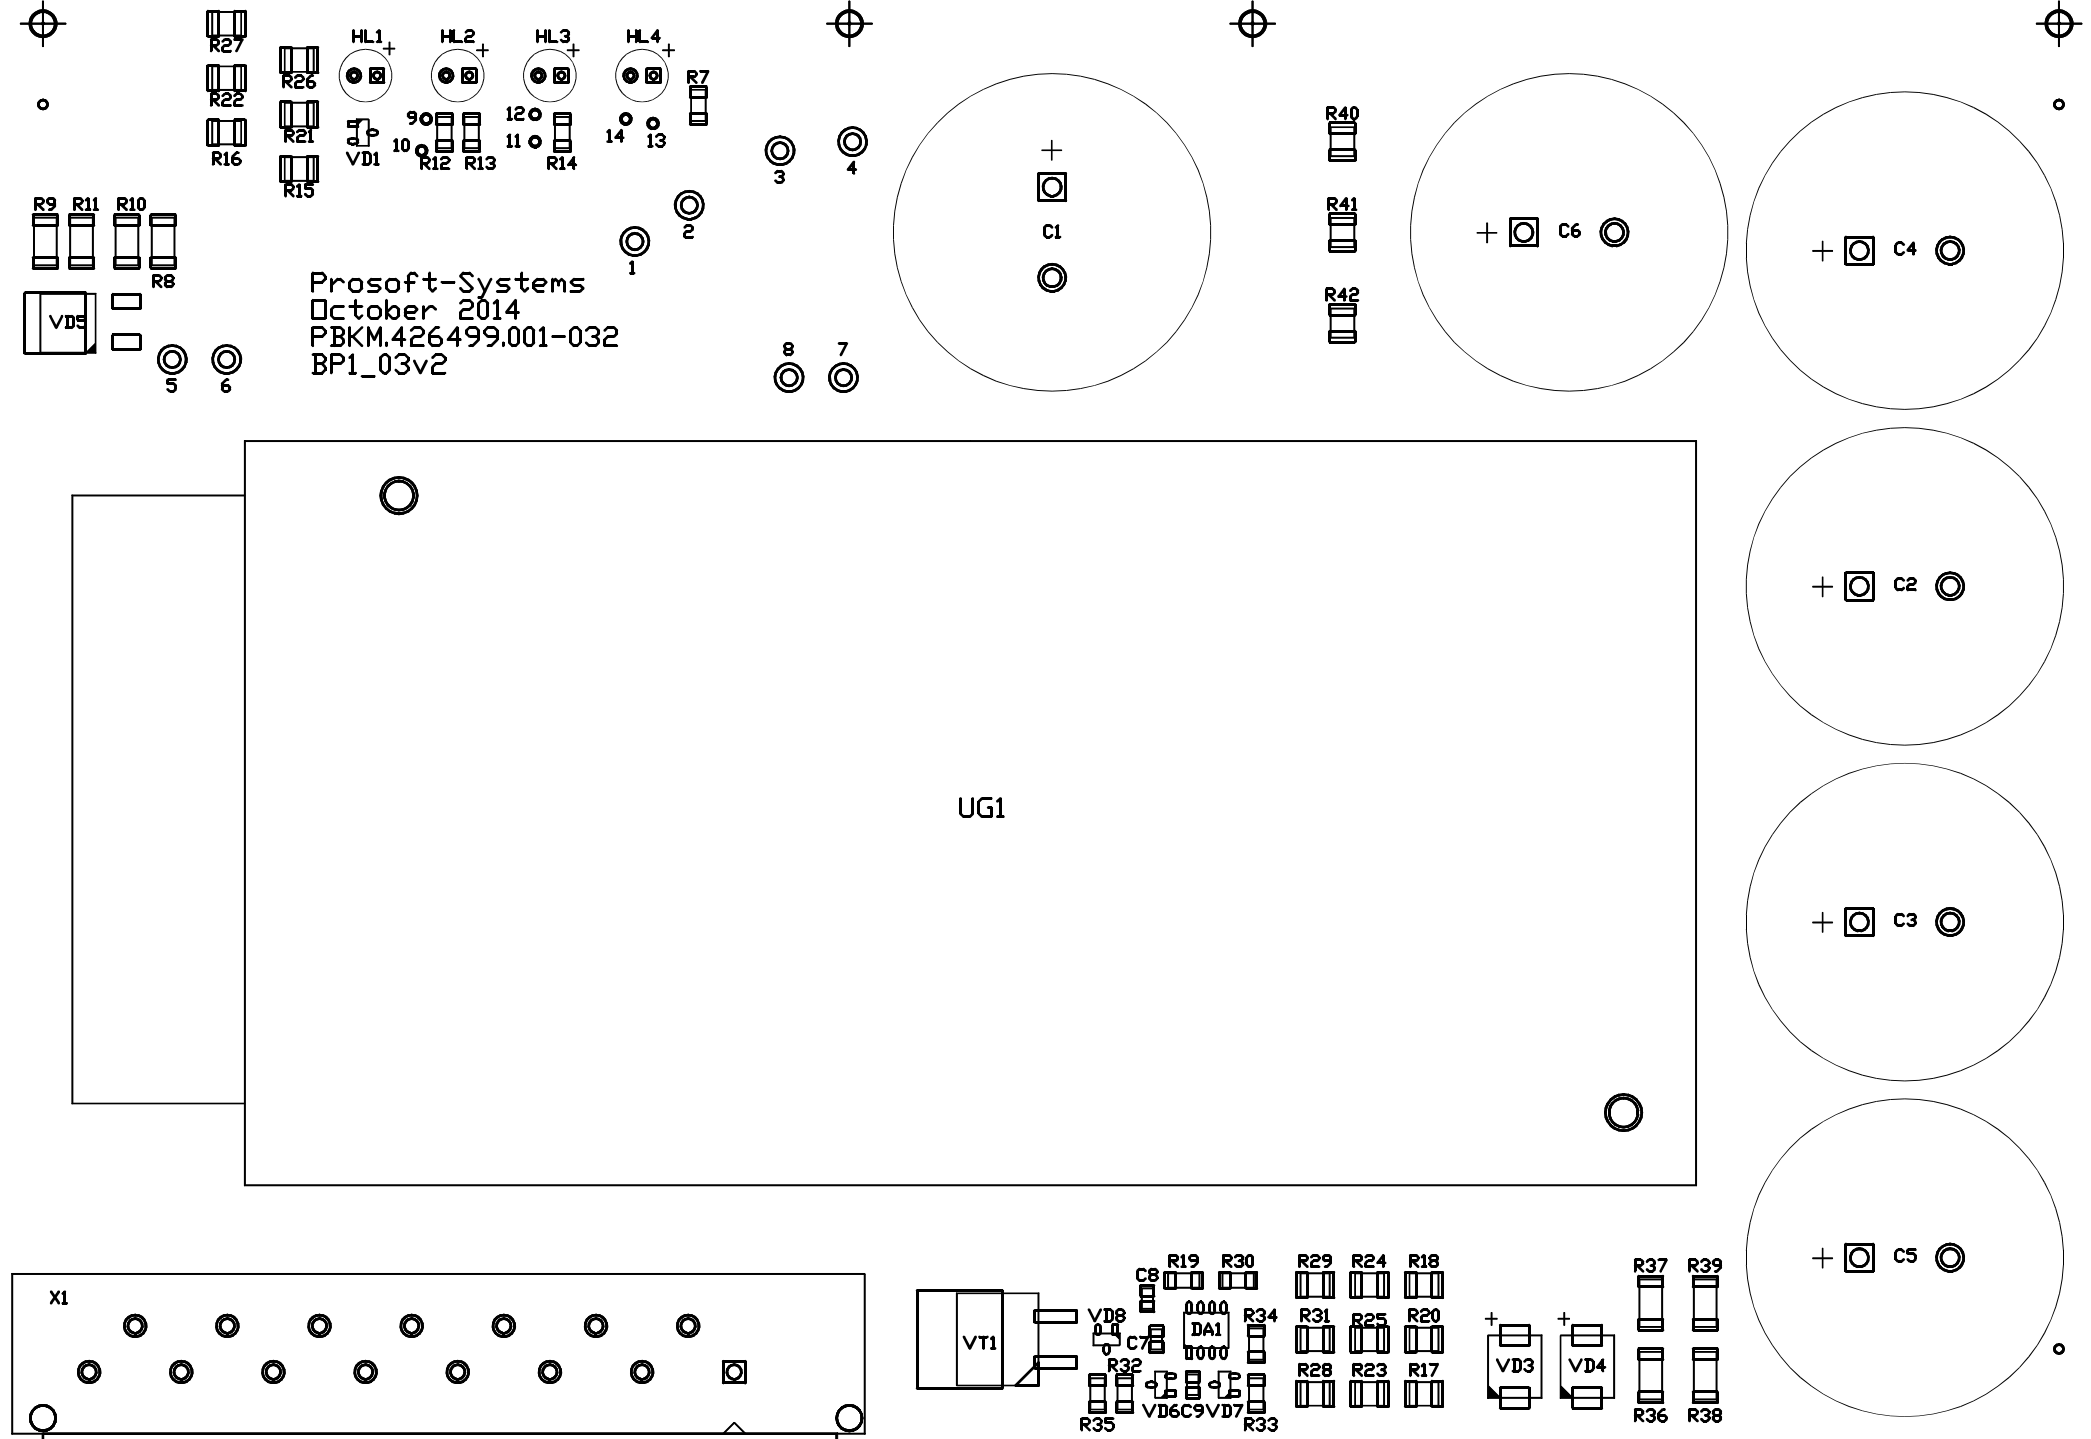 R27
HL1
HL2
HL3
HL4
R26
R7
R22
R21
R16
VD1
9
10
R12
R13
12
11
R14
14
13
R15
3
4
R40
R9
R11
R10
R8
1
2
C1
R41
C6
C4
Prosoft-Systems
October 2014
PBKM.426499.001-032
BP1_03v2
R42
VD5
5
6
8
7
C2
UG1
C3
C5
X1
R19
R30
R29
R24
R18
R37
R39
C8
VD8
C7
DA1
R34
R31
R25
R20
VT1
R32
R28
R23
R17
VD3
VD4
R35
VD6
C9
VD7
R33
R36
R38